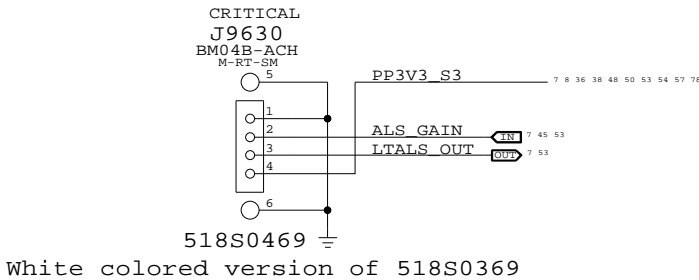 CRITICAL
J9630
BM04B-ACH
M-RT-SM
5
PP3V3_S3 7 8 36 38 48 50 53 54 57 78
1
2 ALS_GAIN IN 7 45 53
3 LTALS_OUT OUT 7 53
4
6
518S0469
White colored version of 518S0369